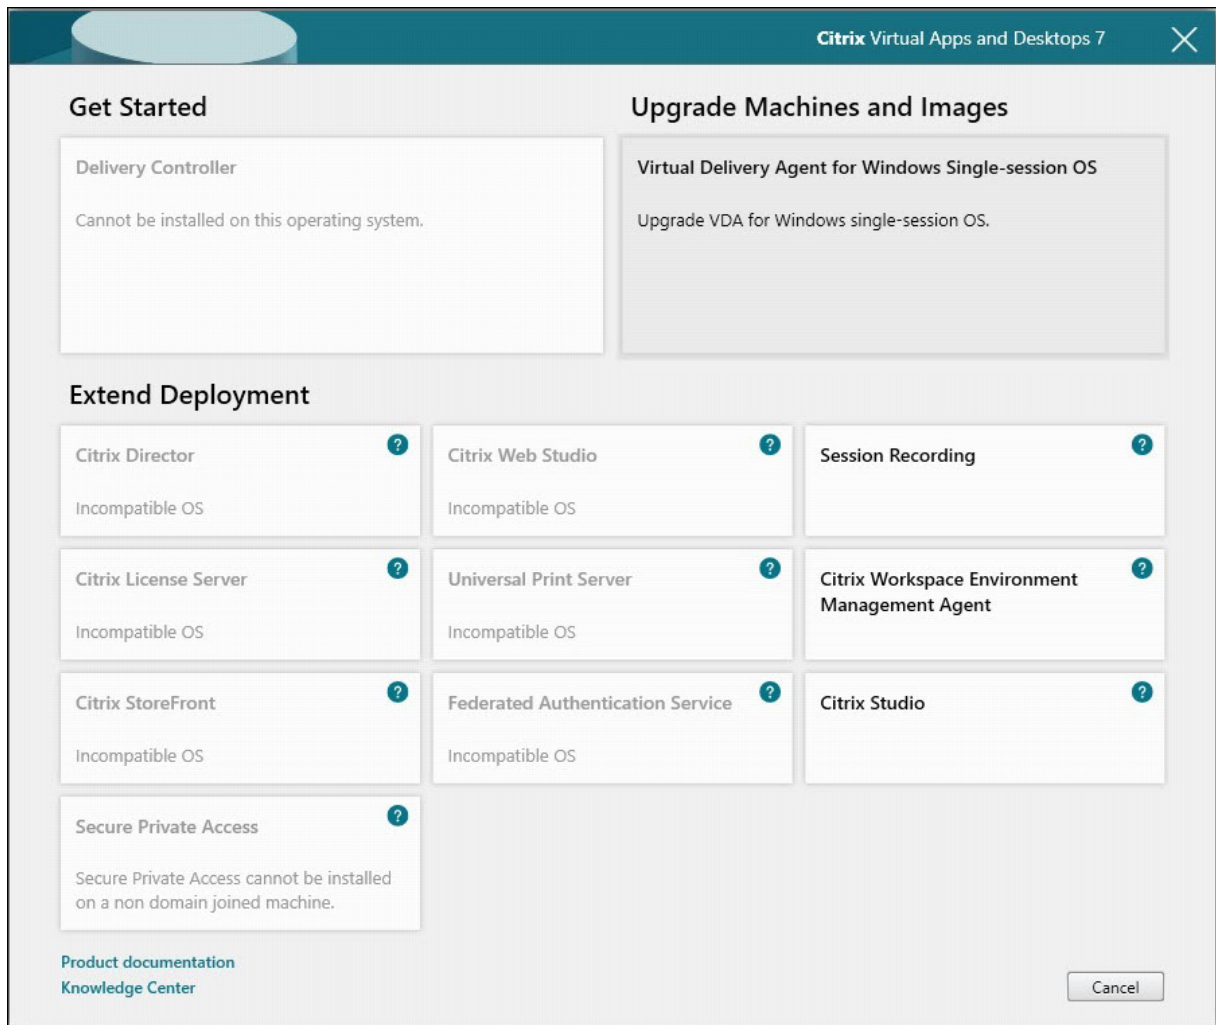 Citrix Virtual Apps and Desktops 7
Get Started
Delivery Controller
Cannot be installed on this operating system.
Upgrade Machines and Images
Virtual Delivery Agent for Windows Single-session OS
Upgrade VDA for Windows single-session OS.
Extend Deployment
Citrix Director
?
Incompatible OS
Citrix Web Studio
?
Incompatible OS
Session Recording
?
Citrix License Server
?
Incompatible OS
Universal Print Server
?
Incompatible OS
Citrix Workspace Environment
Management Agent
?
Citrix StoreFront
?
Incompatible OS
Federated Authentication Service
?
Incompatible OS
Citrix Studio
?
Secure Private Access
?
Secure Private Access cannot be installed
on a non domain joined machine.
Product documentation
Knowledge Center
Cancel